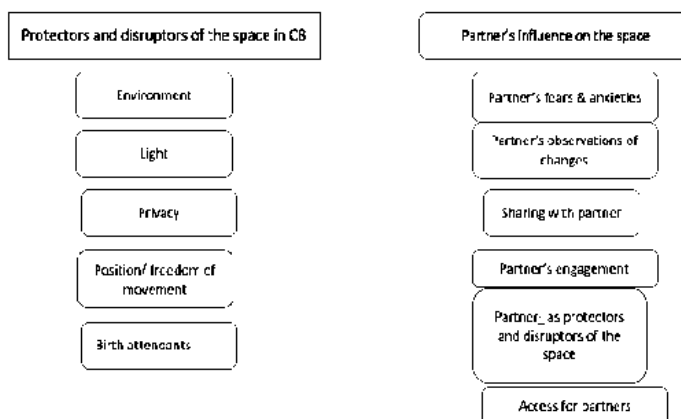 Protectors and disruptors of the space in CB
Environment
Light
Privacy
Position/ freedom of
movement
Birth attendants
Partner's influence on the space
Partner's fears & anxieties
Partner's observations of
changes
Sharing with partner
Partner's engagement
Partner_ as protectors
and disruptors of the
space
Access for partners